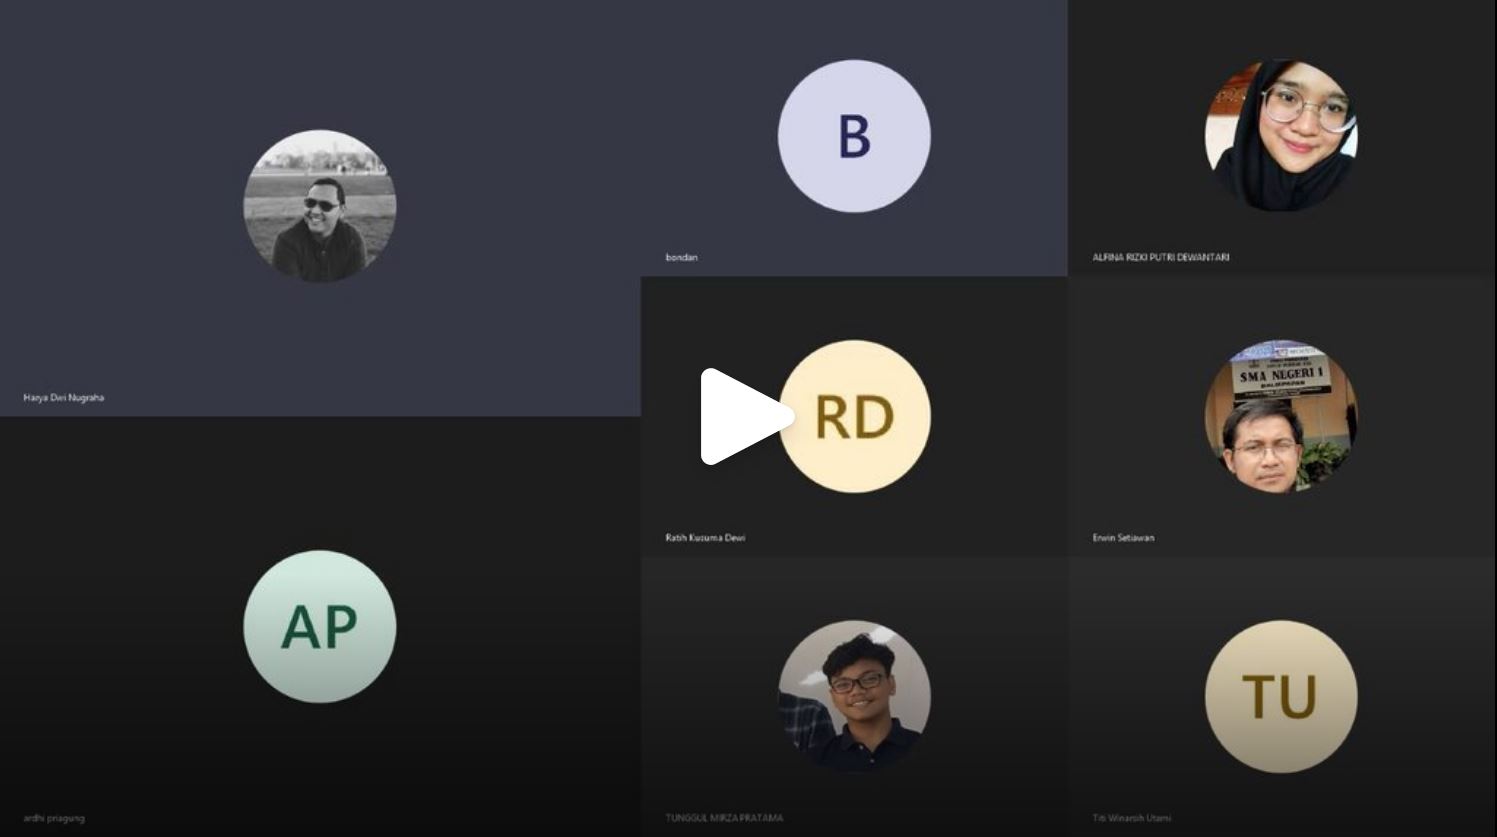 Harya Dwi Nugraha
B
bondan
ALFINA RIZKI PUTRI DEWANTARI
RD
Ratih Kusuma Dewi
SMA NEGERI 1
BALIKPAPAN
Erwin Setiawan
AP
ardhi priagung
TUNGGUL MIRZA PRATAMA
TU
Titi Winarsih Utami